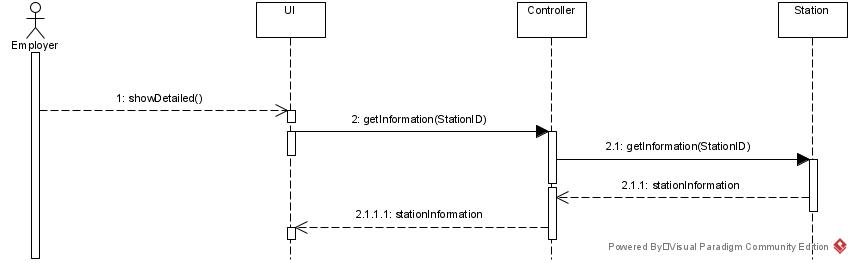 UI
Controller
Station
Employer
1: showDetailed()
2: getInformation(StationID)
2.1: getInformation(StationID)
2.1.1: stationInformation
2.1.1.1: stationInformation
Powered By Visual Paradigm Community Edition